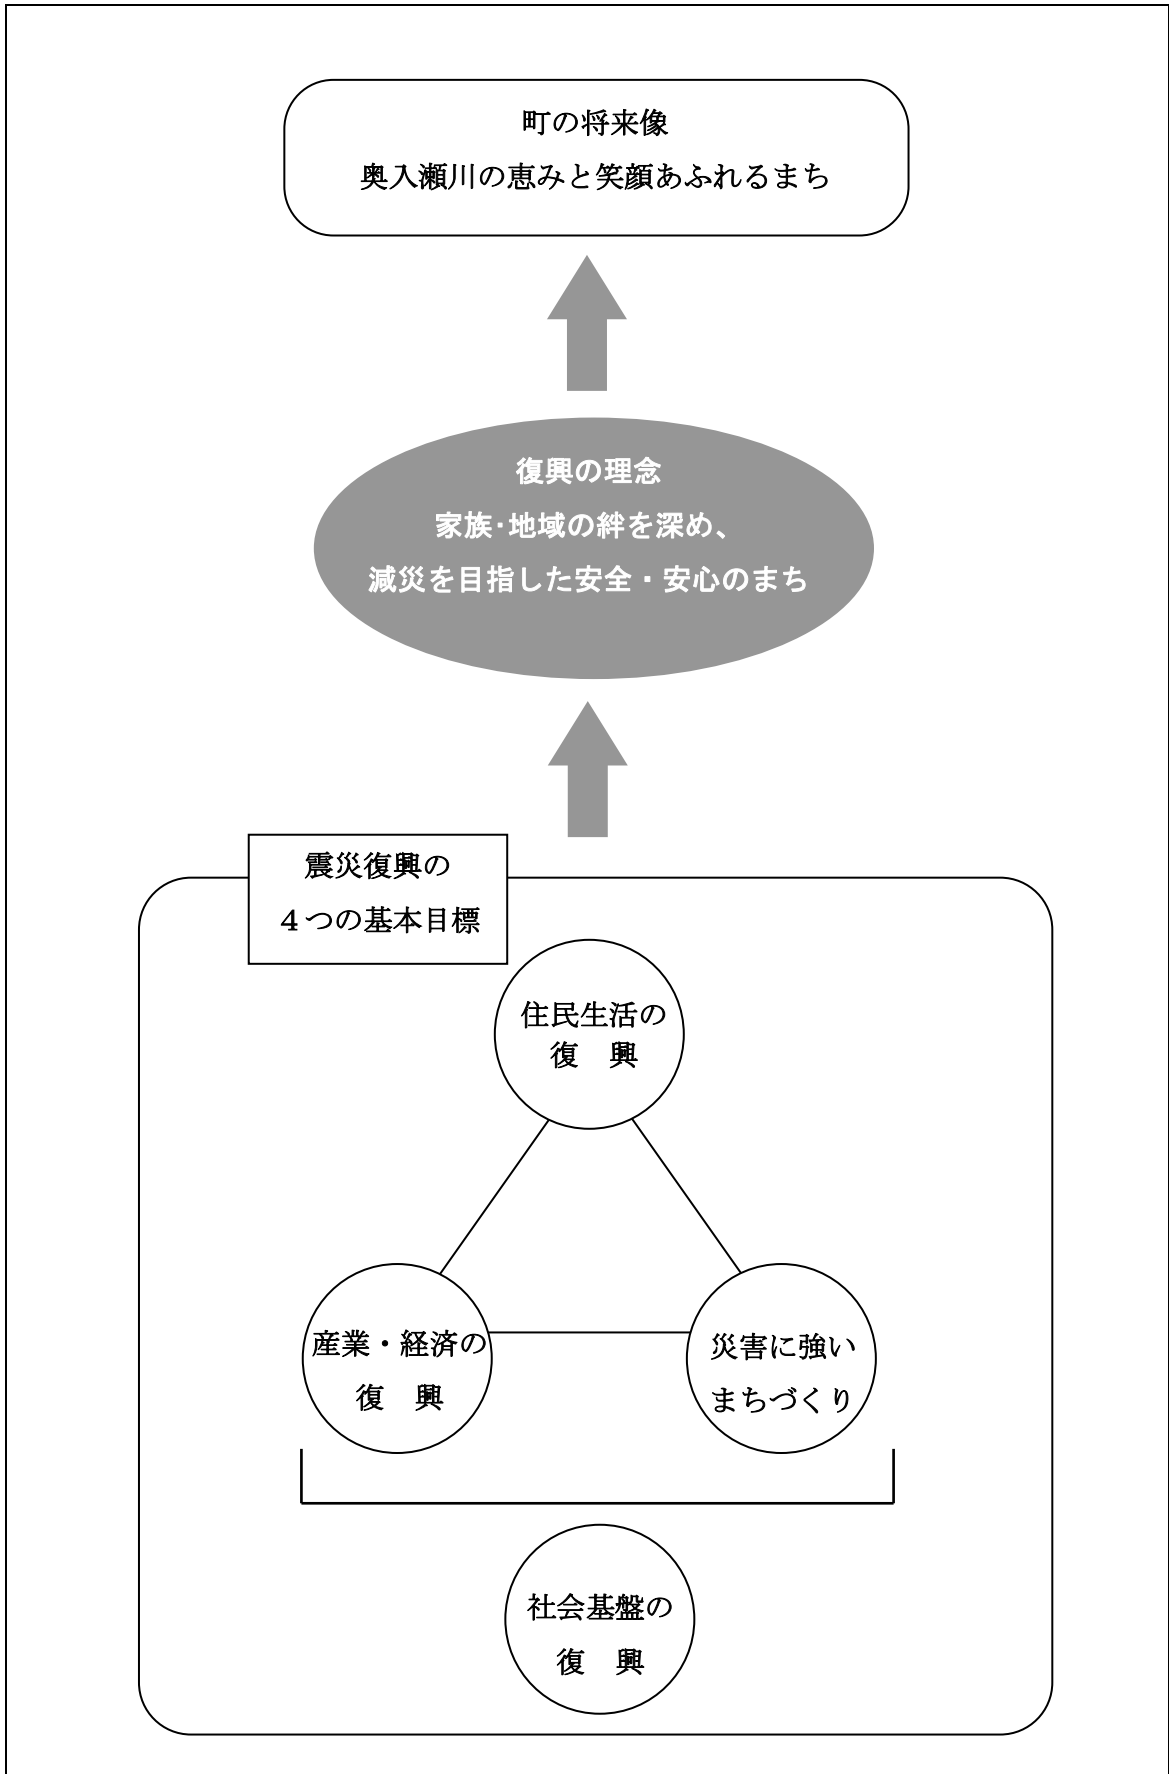 町の将来像
奥入瀬川の恵みと笑顔あふれるまち
復興の理念
家族･地域の絆を深め、
減災を目指した安全・安心のまち
震災復興の
４つの基本目標
住民生活の
復　興
産業・経済の
復　興
災害に強い
まちづくり
社会基盤の
復　興